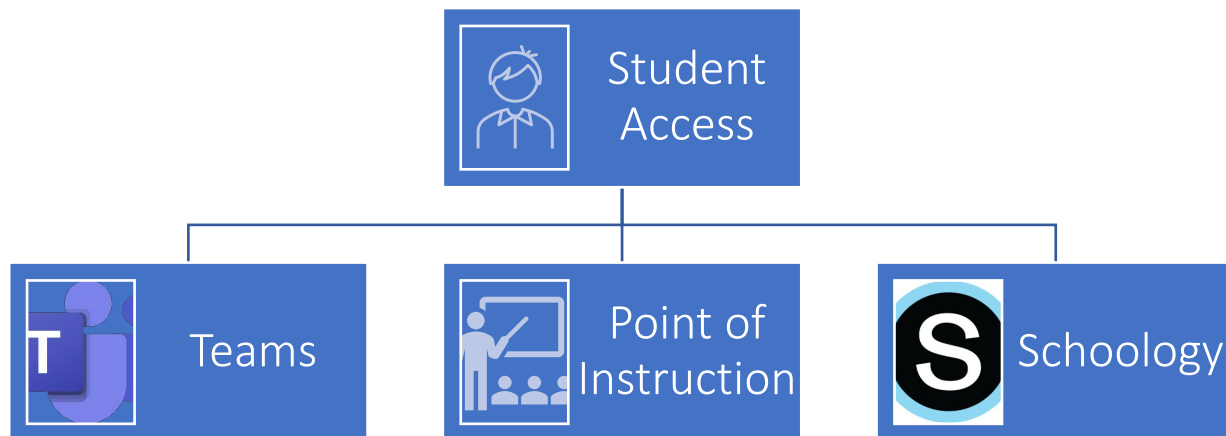 Student
Access
T
Teams
Point of
Instruction
S
Schoology